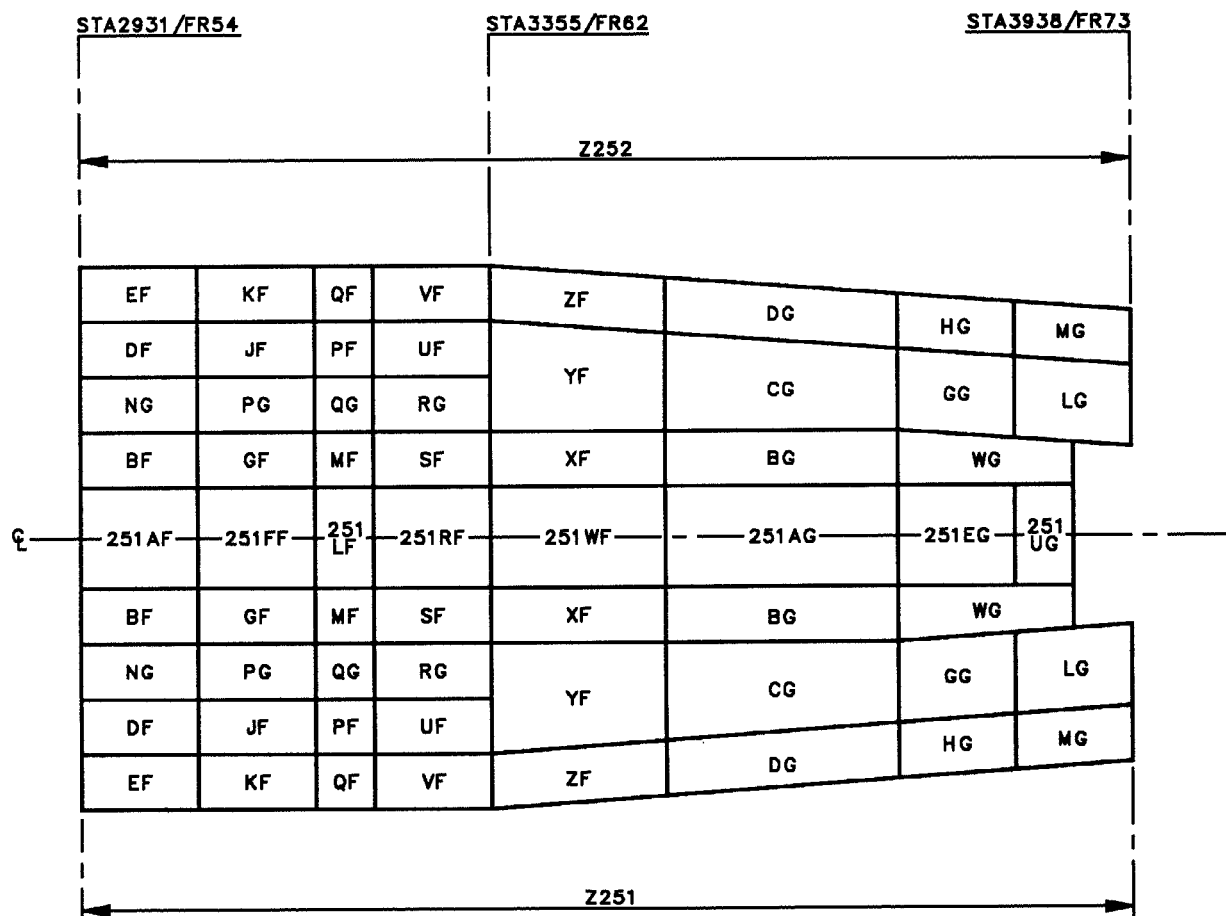 STA2931/FR54 STA3355/FR62 STA3938/FR73
Z252
EF KF QF VF ZF DG HG MG
DF JF PF UF YF CG GG LG
NG PG QG RG
BF GF MF SF XF BG WG
℄ 251AF 251FF 251 LF 251RF 251WF 251AG 251EG 251 UG
BF GF MF SF XF BG WG
NG PG QG RG YF CG GG LG
DF JF PF UF HG MG
EF KF QF VF ZF DG
Z251